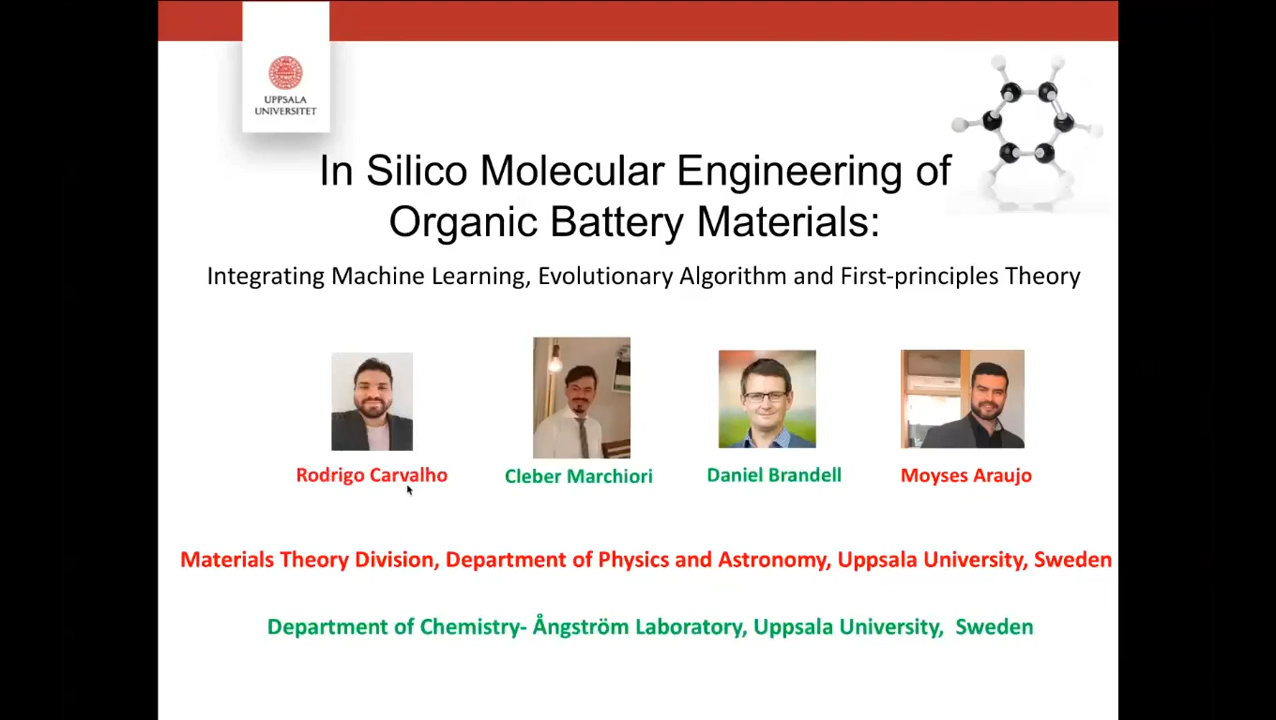 UPPSALA
UNIVERSITET
In Silico Molecular Engineering of
Organic Battery Materials:
Integrating Machine Learning, Evolutionary Algorithm and First-principles Theory
Rodrigo Carvalho
Cleber Marchiori
Daniel Brandell
Moyses Araujo
Materials Theory Division, Department of Physics and Astronomy, Uppsala University, Sweden
Department of Chemistry- Ångström Laboratory, Uppsala University, Sweden